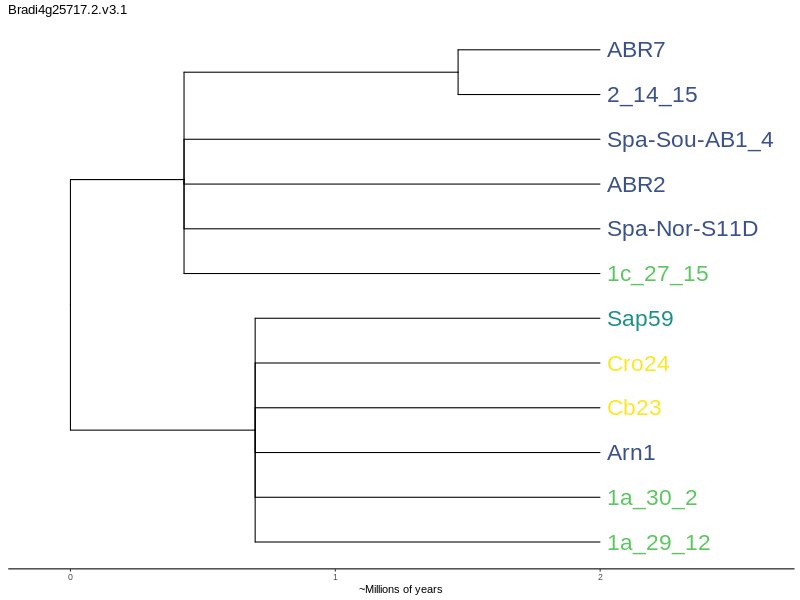 Bradi4g25717.2.v3.1
ABR7
2_14_15
Spa-Sou-AB1_4
ABR2
Spa-Nor-S11D
1c_27_15
Sap59
Cro24
Cb23
Arn1
1a_30_2
1a_29_12
0 1 2
~Millions of years